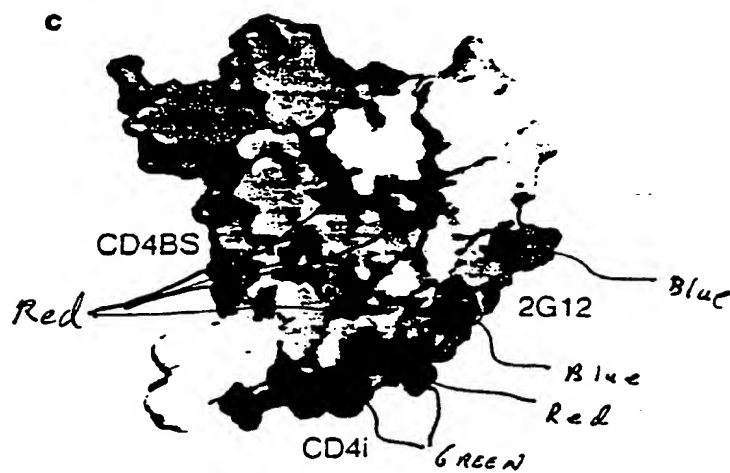 c
CD4BS
Red
Blue
2G12
Blue
Red
CD4i
GREEN